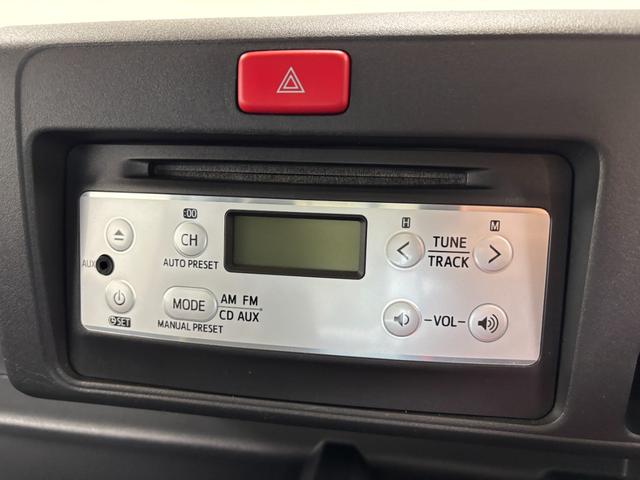 :00
CH
AUTO PRESET
H
M
TUNE
TRACK
AUX
SET
MODE
AM FM
CD AUX
MANUAL PRESET
-VOL-